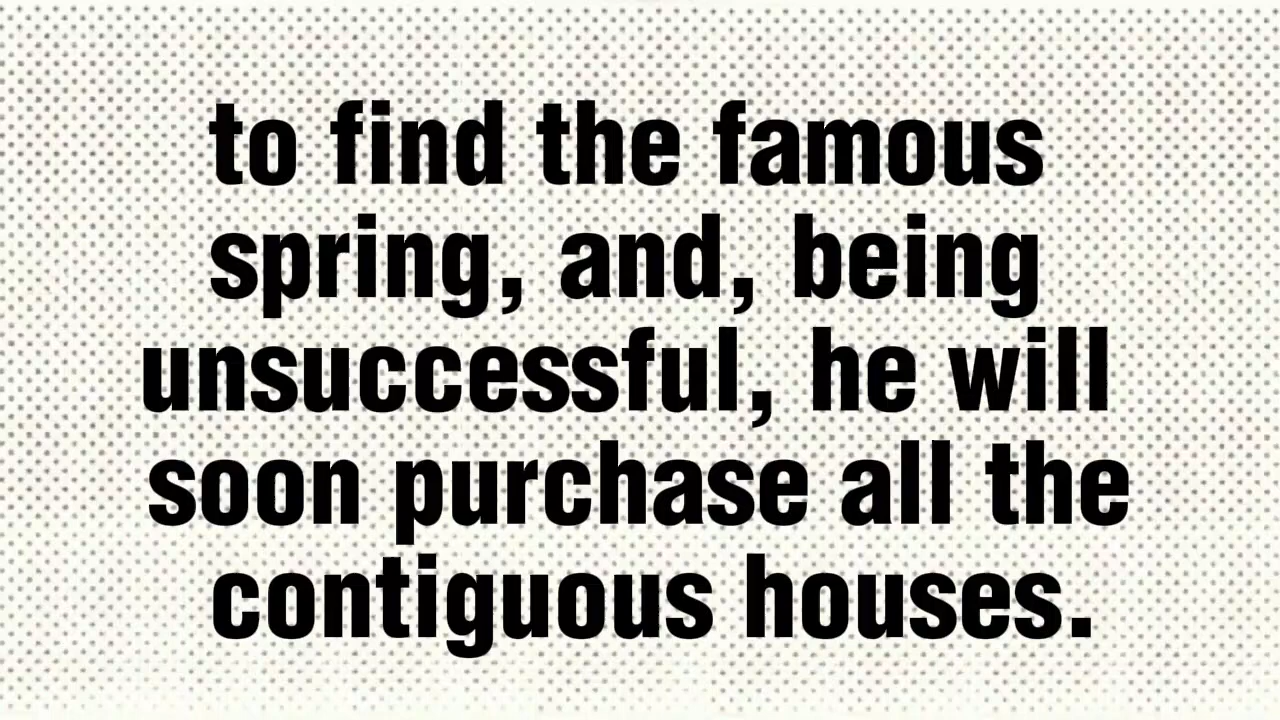 to find the famous
spring, and, being
unsuccessful, he will
soon purchase all the
contiguous houses.